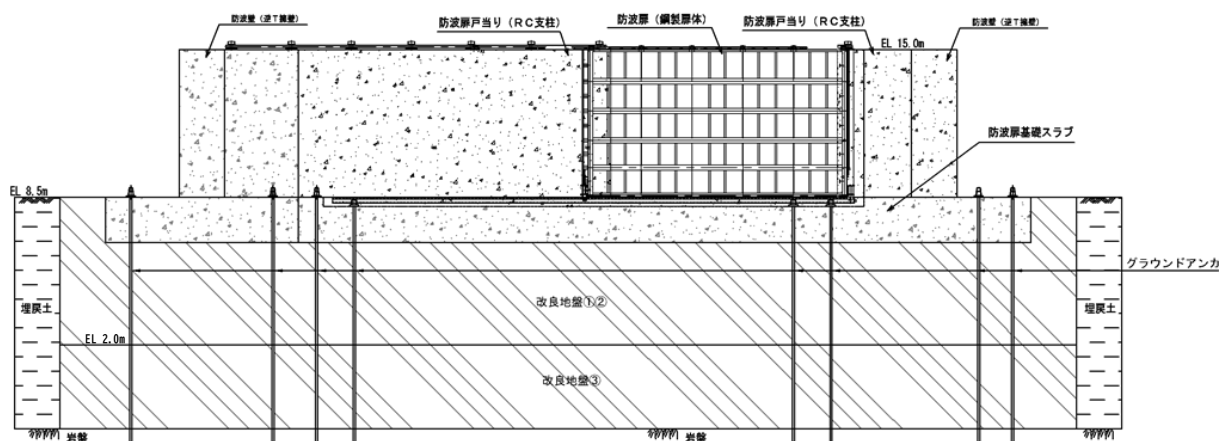 防波壁（逆T擁壁）
防波扉戸当り（ＲＣ支柱）
防波扉（鋼製扉体）
防波扉戸当り（ＲＣ支柱）
防波壁（逆T擁壁）
EL 15.0m
防波扉基礎スラブ
EL 8.5m
グラウンドアンカ
改良地盤①,②
埋戻土
埋戻土
EL 2.0m
改良地盤③
岩盤
岩盤